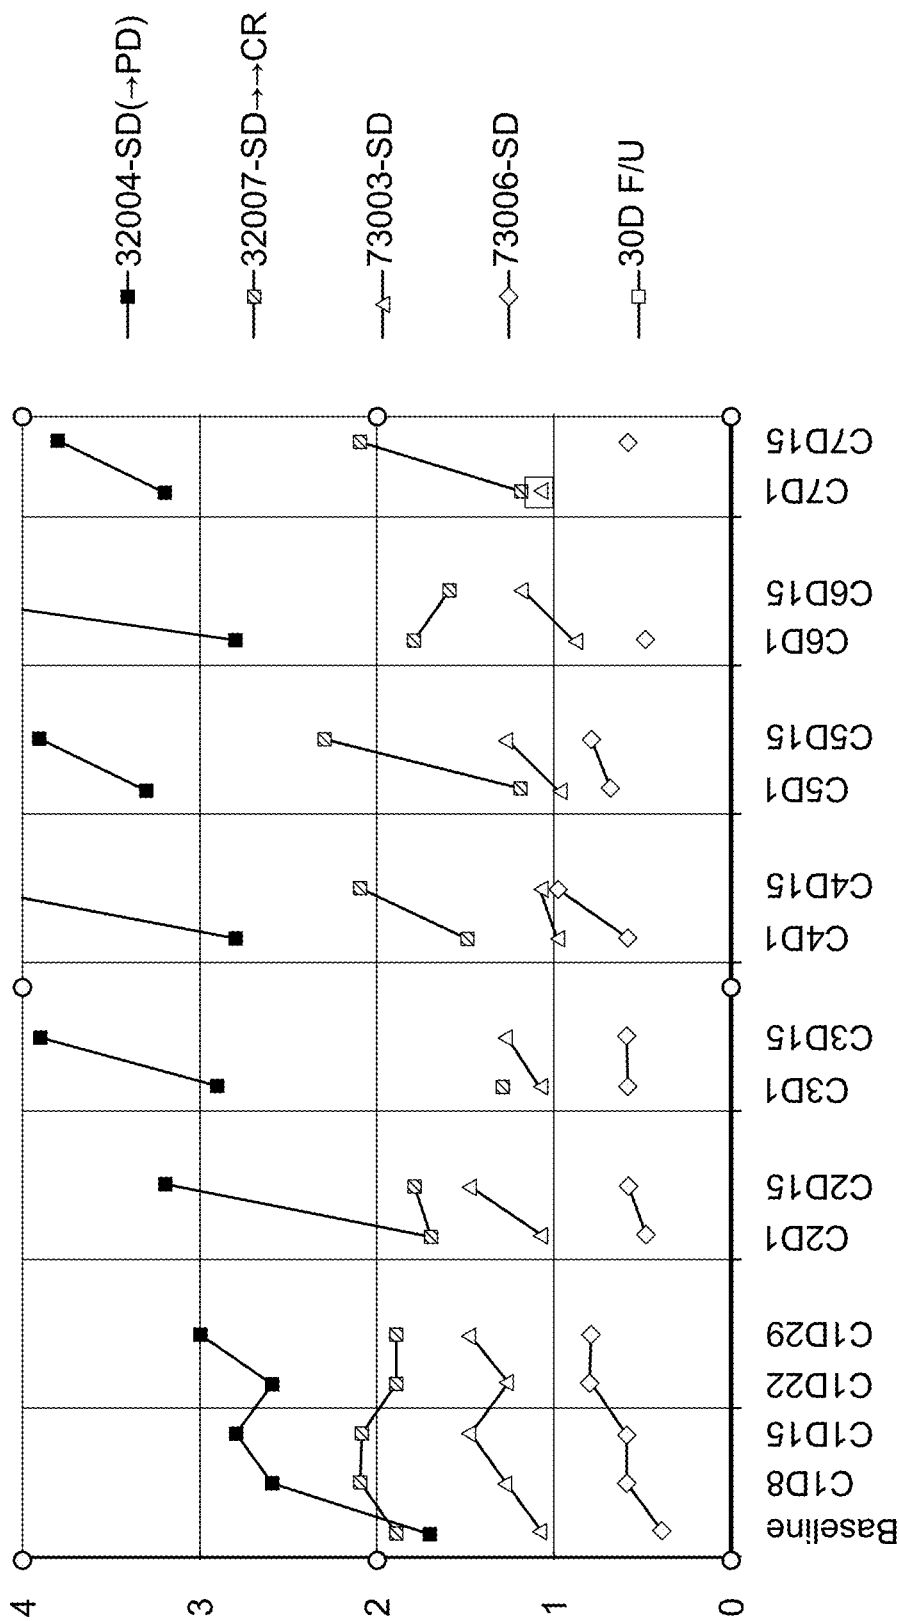 4
3
2
1
0
Baseline
C1D8
C1D15
C1D22
C1D29
C2D1
C2D15
C3D1
C3D15
C4D1
C4D15
C5D1
C5D15
C6D1
C6D15
C7D1
C7D15
32004-SD(→PD)
32007-SD→→CR
73003-SD
73006-SD
30D F/U